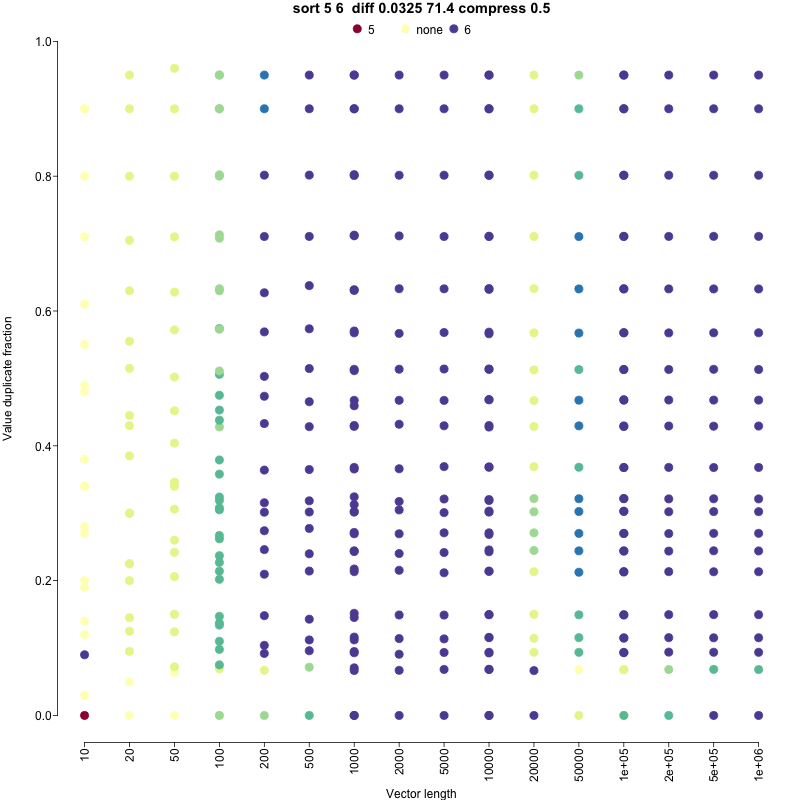 sort 5 6 diff 0.0325 71.4 compress 0.5
5 none 6
1.0
0.8
0.6
0.4
0.2
0.0
Value duplicate fraction
10 20 50 100 200 500 1000 2000 5000 10000 20000 50000 1e+05 2e+05 5e+05 1e+06
Vector length